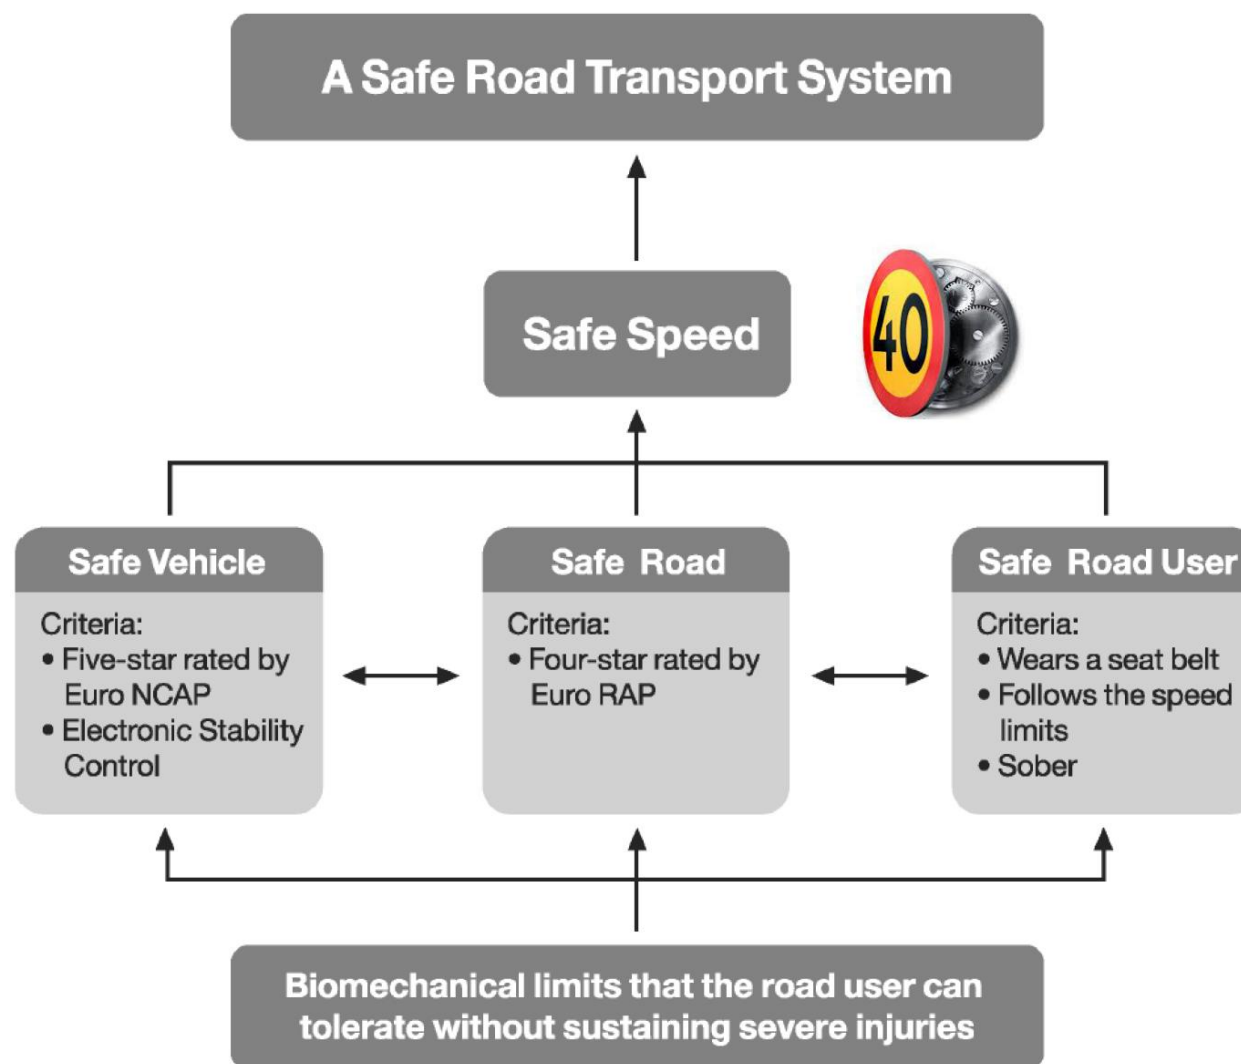 A Safe Road Transport System
Safe Speed
40
Safe Vehicle
Criteria:
• Five-star rated by
Euro NCAP
• Electronic Stability
Control
Safe Road
Criteria:
• Four-star rated by
Euro RAP
Safe Road User
Criteria:
• Wears a seat belt
• Follows the speed
limits
• Sober
Biomechanical limits that the road user can
tolerate without sustaining severe injuries